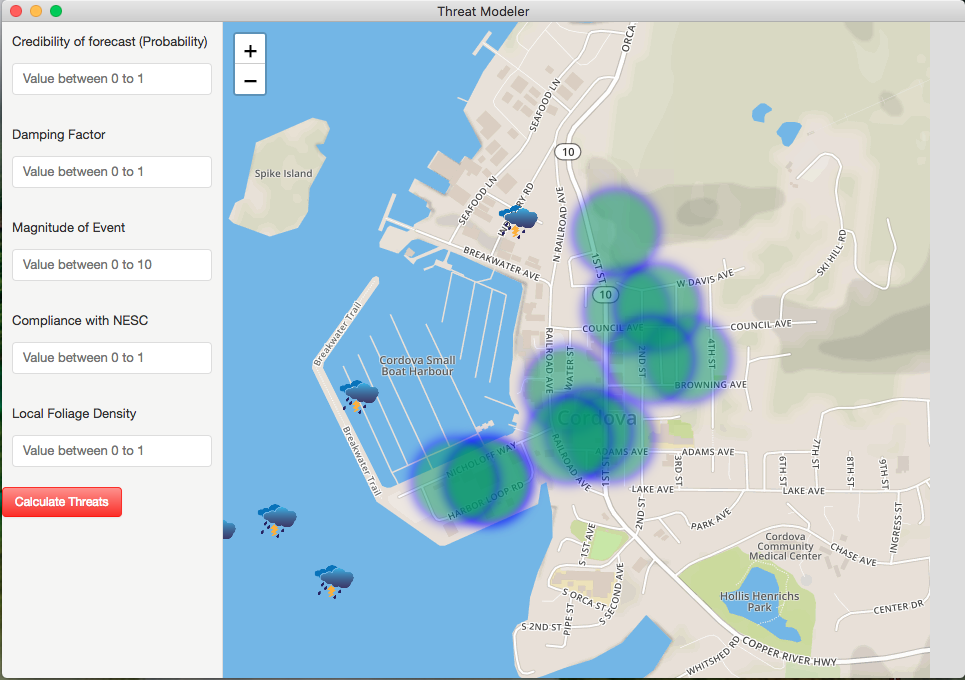 Threat Modeler
Credibility of forecast (Probability)
Value between 0 to 1
Damping Factor
Value between 0 to 1
Magnitude of Event
Value between 0 to 10
Compliance with NESC
Value between 0 to 1
Local Foliage Density
Value between 0 to 1
Calculate Threats
+
−
ORCA
SEAFOOD LN
10
Spike Island
SEAFOOD LN
RY RD
N RAILROAD AVE
BREAKWATER AVE
1ST ST
SKI HILL RD
W DAVIS AVE
10
COUNCIL AVE
COUNCIL AVE
Breakwater Trail
RAILROAD AVE
WATER ST
2ND ST
4TH ST
Cordova Small
Boat Harbour
BROWNING AVE
Cordova
Breakwater Trail
NICHOLOFF WAY
HARBOR LOOP RD
RAILROAD AVE
ADAMS AVE
ADAMS AVE
1ST ST
3RD ST
7TH ST
6TH ST
8TH ST
9TH ST
LAKE AVE
LAKE AVE
2ND ST
PARK AVE
INGRESS ST
S 1ST AVE
Cordova
Community
Medical Center
CHASE AVE
S ORCA ST
S SECOND AVE
Hollis Henrichs
Park
CENTER DR
PIPE ST
S 2ND ST
WHITSHED RD
COPPER RIVER HWY